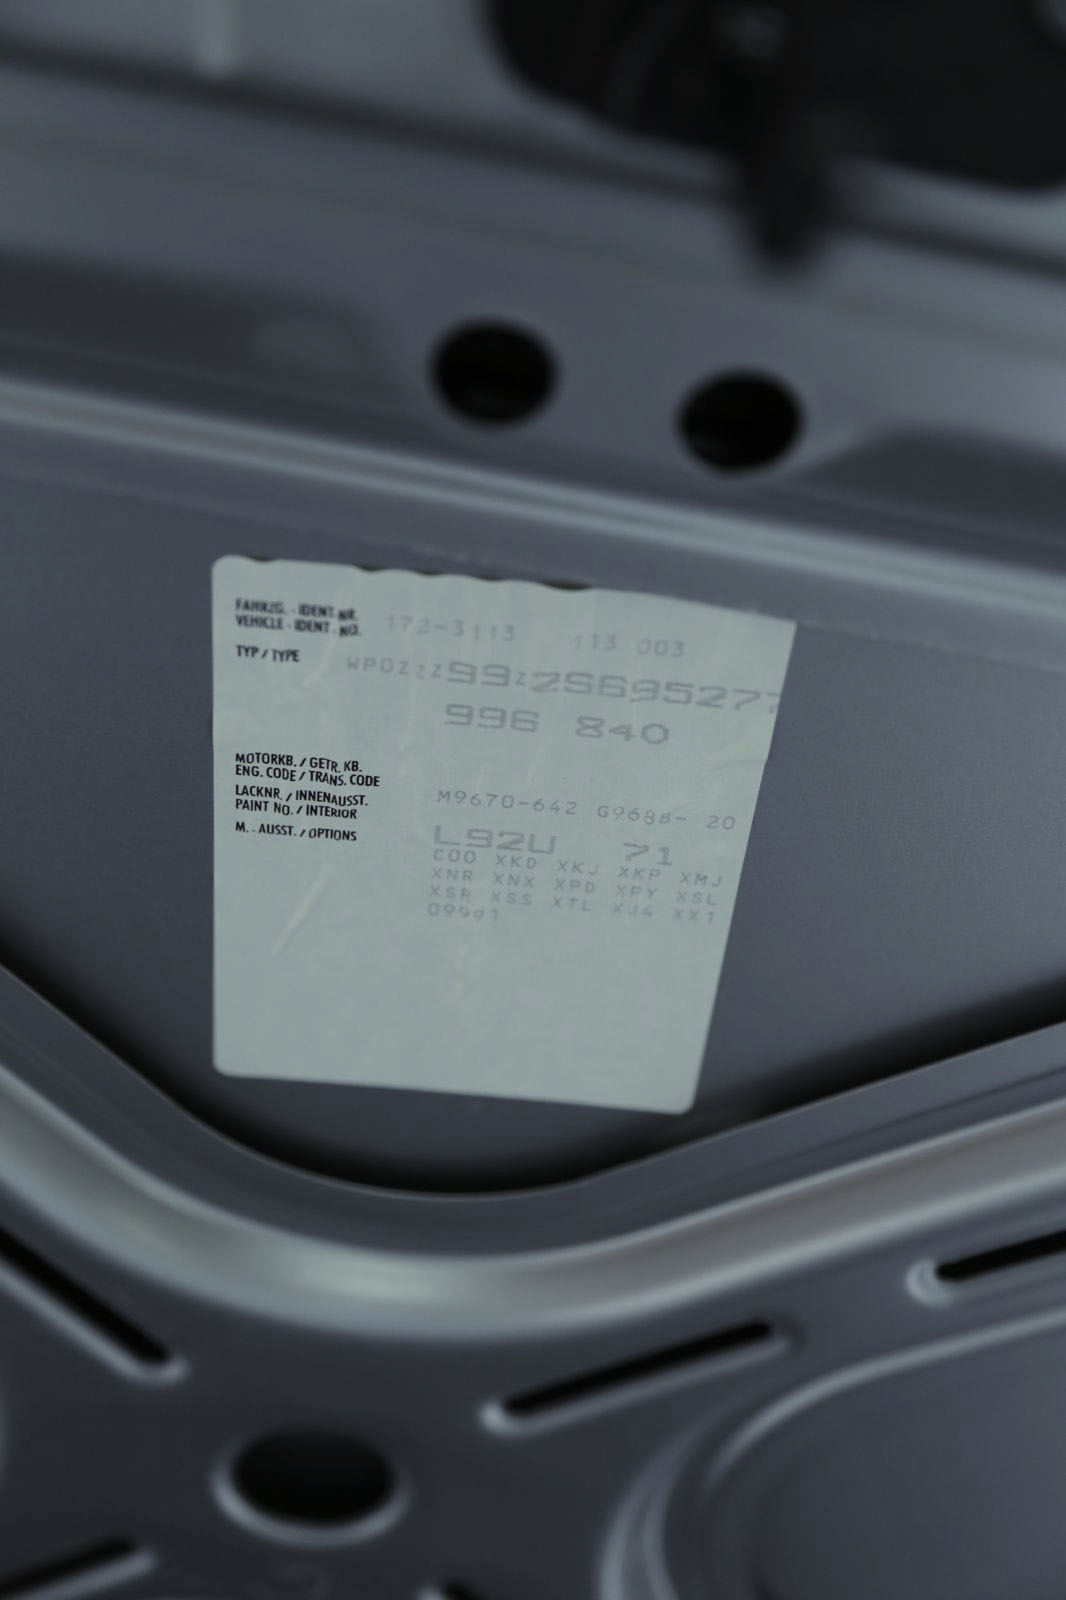 FAHRZG. - IDENT. NR. 172-3113 113 003
VEHICLE - IDENT. NO.
TYP / TYPE WP0ZZZ99Z2S695277
996 840
MOTORKB. / GETR. KB.
ENG. CODE / TRANS. CODE M9670-642 G9688- 20
LACKNR. / INNENAUSST.
PAINT NO. / INTERIOR L92U 71
M. - AUSST. / OPTIONS C00 XKD XKJ XKP XMJ
XNR XNX XPD XPY XSL
XSR XSS XTL XJ4 XX1
09991